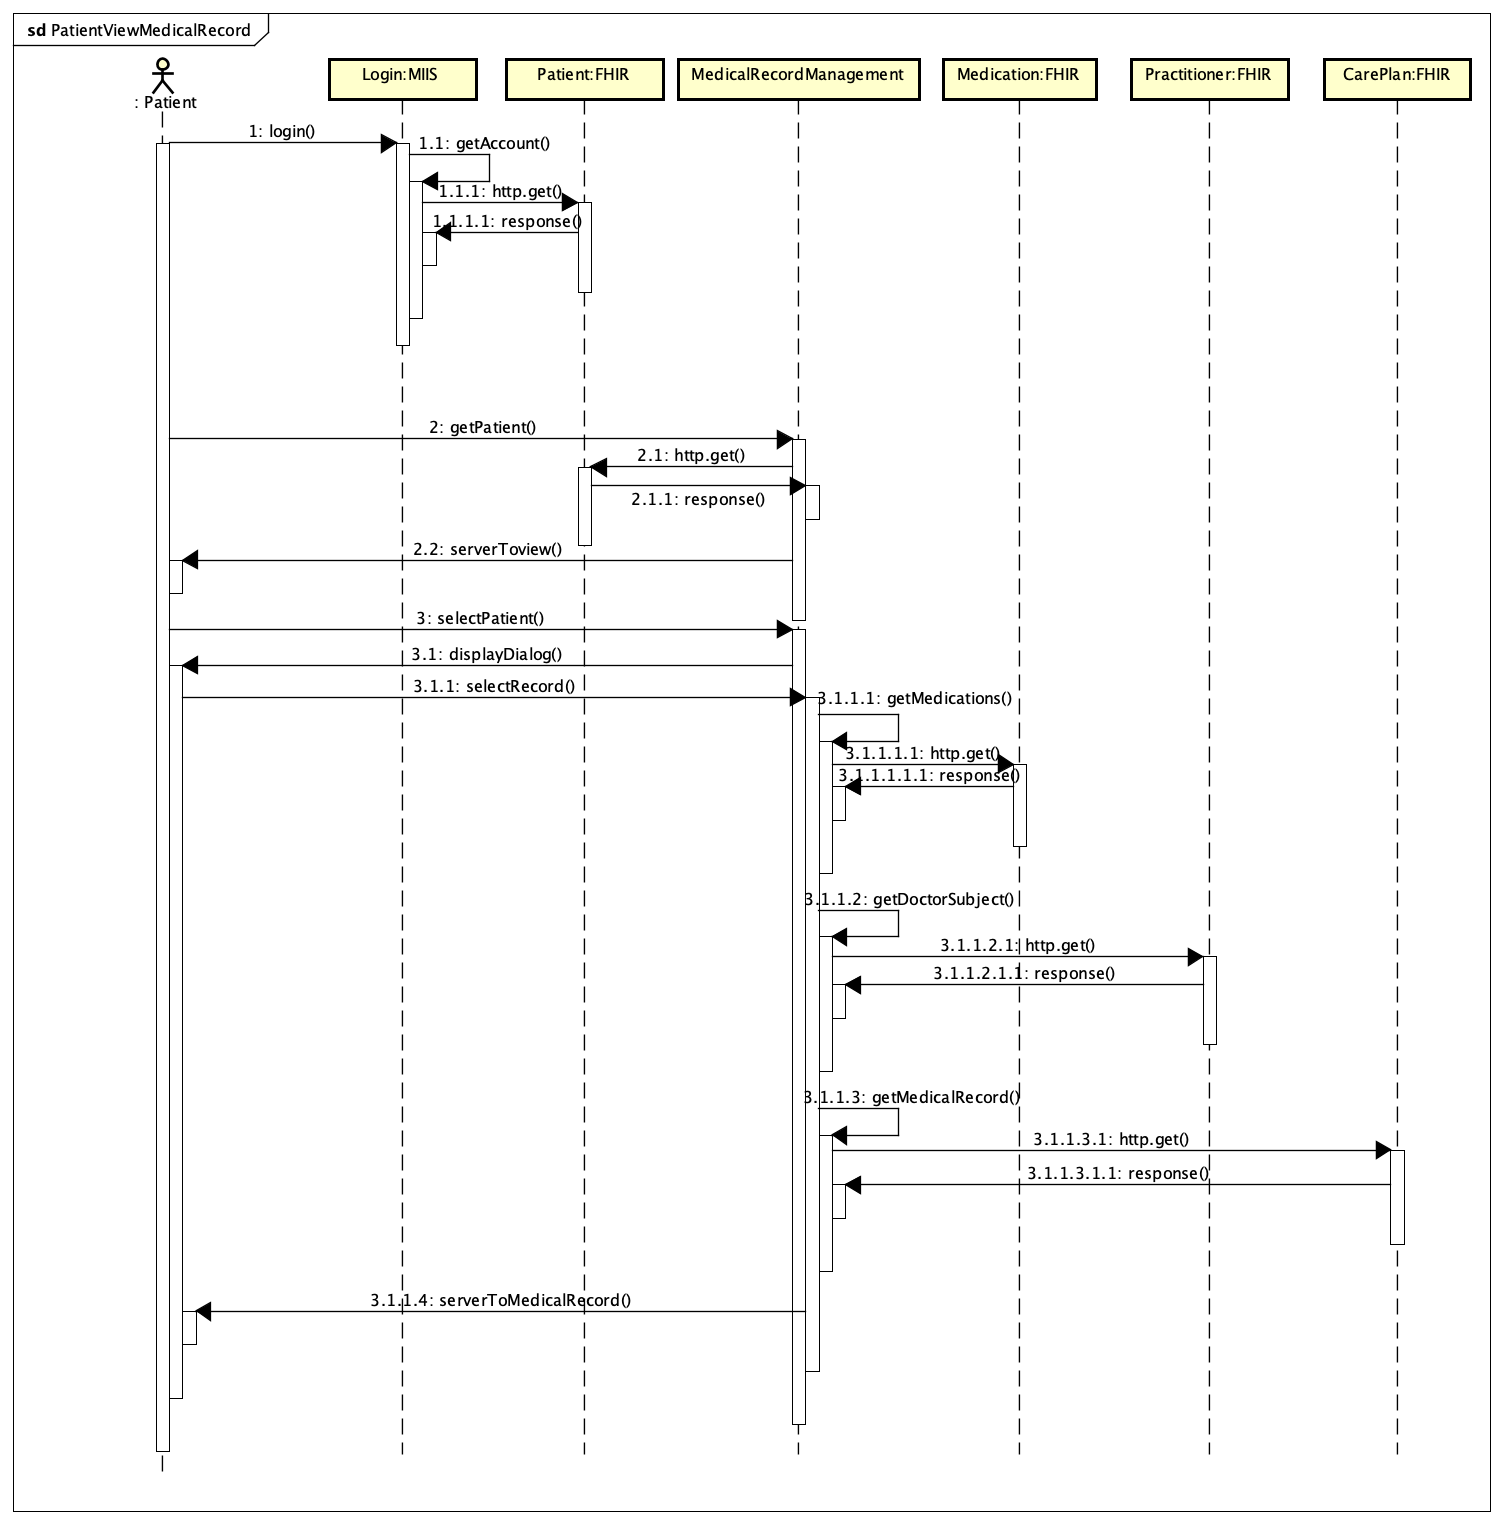 sd PatientViewMedicalRecord
: Patient
Login:MIIS
Patient:FHIR
MedicalRecordManagement
Medication:FHIR
Practitioner:FHIR
CarePlan:FHIR
1: login()
1.1: getAccount()
1.1.1: http.get()
1.1.1.1: response()
2: getPatient()
2.1: http.get()
2.1.1: response()
2.2: serverToview()
3: selectPatient()
3.1: displayDialog()
3.1.1: selectRecord()
3.1.1.1: getMedications()
3.1.1.1.1: http.get()
3.1.1.1.1.1: response()
3.1.1.2: getDoctorSubject()
3.1.1.2.1: http.get()
3.1.1.2.1.1: response()
3.1.1.3: getMedicalRecord()
3.1.1.3.1: http.get()
3.1.1.3.1.1: response()
3.1.1.4: serverToMedicalRecord()